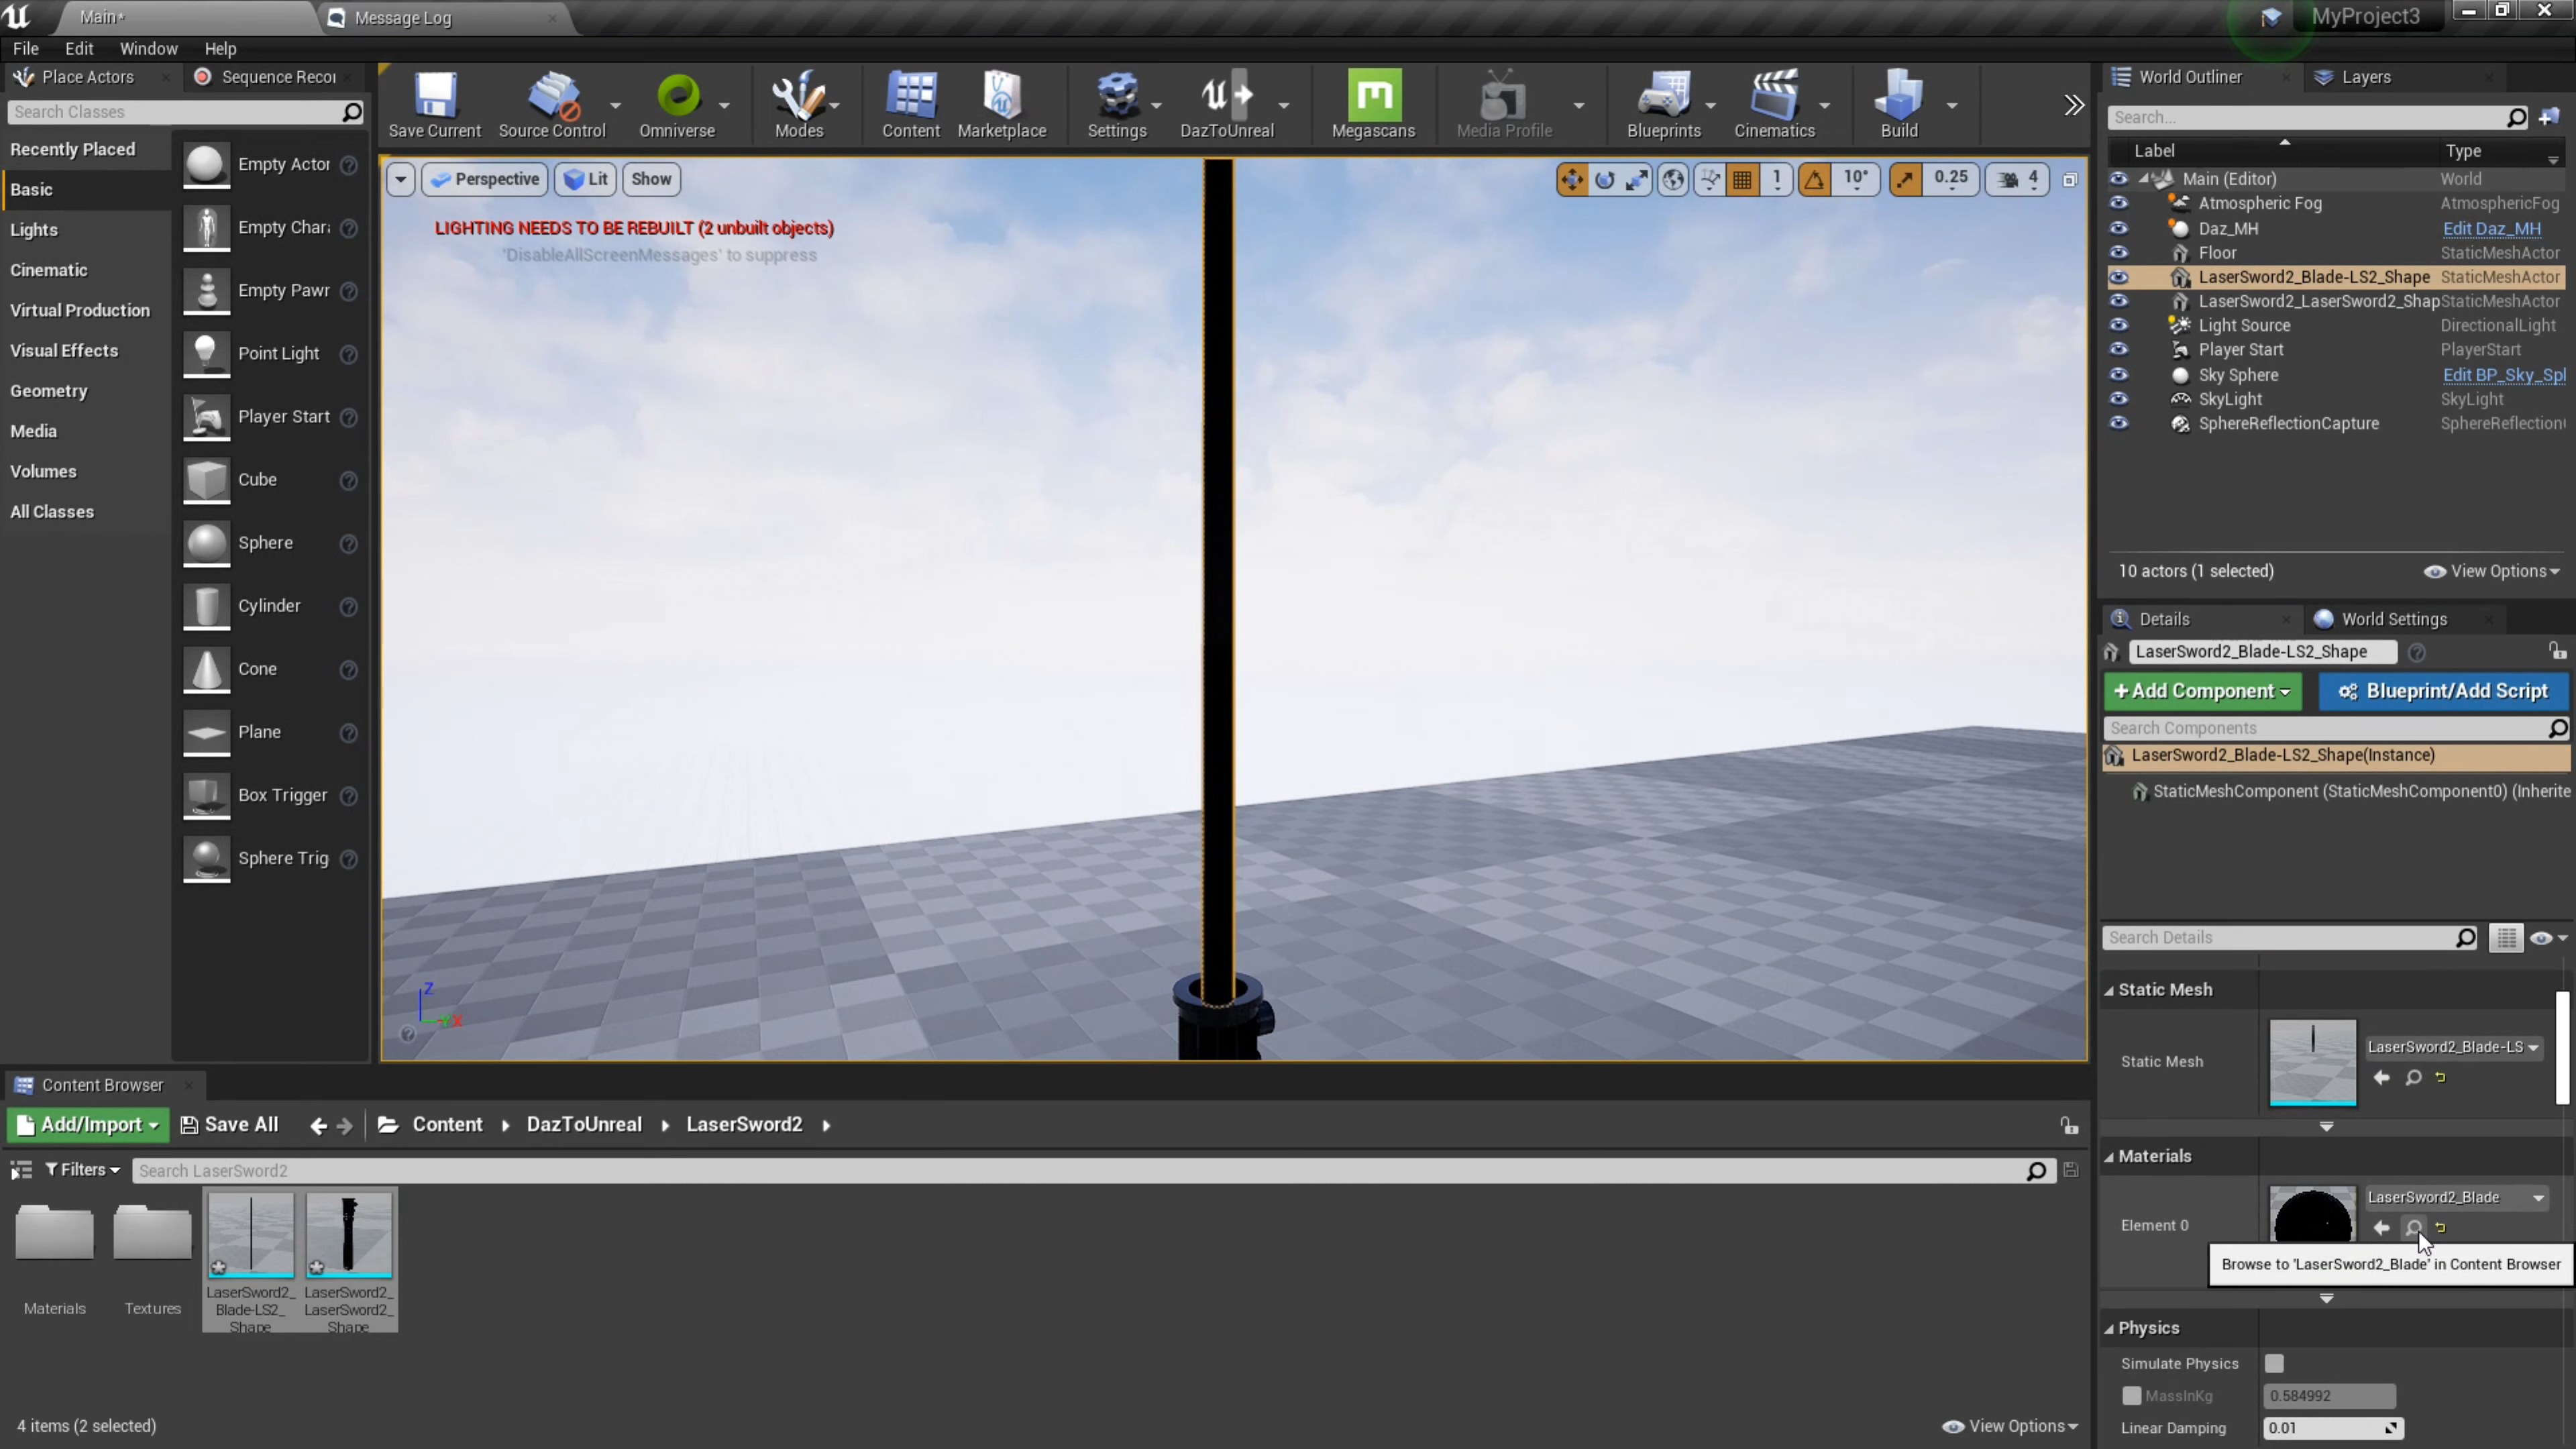 Main*
Message Log
MyProject3
File Edit Window Help
Place Actors
Sequence Recor
Search Classes
Recently Placed
Basic
Lights
Cinematic
Virtual Production
Visual Effects
Geometry
Media
Volumes
All Classes
Empty Actor
Empty Chara
Empty Pawn
Point Light
Player Start
Cube
Sphere
Cylinder
Cone
Plane
Box Trigger
Sphere Trig
Save Current
Source Control
Omniverse
Modes
Content
Marketplace
Settings
DazToUnreal
Megascans
Media Profile
Blueprints
Cinematics
Build
Perspective
Lit
Show
1
10°
0.25
4
LIGHTING NEEDS TO BE REBUILT (2 unbuilt objects)
'DisableAllScreenMessages' to suppress
Z
Y X
World Outliner
Layers
Search...
Label Type
Main (Editor) World
Atmospheric Fog AtmosphericFog
Daz_MH Edit Daz_MH
Floor StaticMeshActor
LaserSword2_Blade-LS2_Shape StaticMeshActor
LaserSword2_LaserSword2_Shap StaticMeshActor
Light Source DirectionalLight
Player Start PlayerStart
Sky Sphere Edit BP_Sky_Spl
SkyLight SkyLight
SphereReflectionCapture SphereReflection
10 actors (1 selected)
View Options
Details
World Settings
LaserSword2_Blade-LS2_Shape
+Add Component
Blueprint/Add Script
Search Components
LaserSword2_Blade-LS2_Shape(Instance)
StaticMeshComponent (StaticMeshComponent0) (Inherite
Search Details
Static Mesh
Static Mesh
LaserSword2_Blade-LS
Materials
Element 0
LaserSword2_Blade
Browse to 'LaserSword2_Blade' in Content Browser
Physics
Simulate Physics
MassInKg 0.584992
Linear Damping 0.01
Content Browser
Add/Import
Save All
Content
DazToUnreal
LaserSword2
Filters
Search LaserSword2
Materials
Textures
LaserSword2_
Blade-LS2_
Shape
LaserSword2_
LaserSword2_
Shape
4 items (2 selected)
View Options